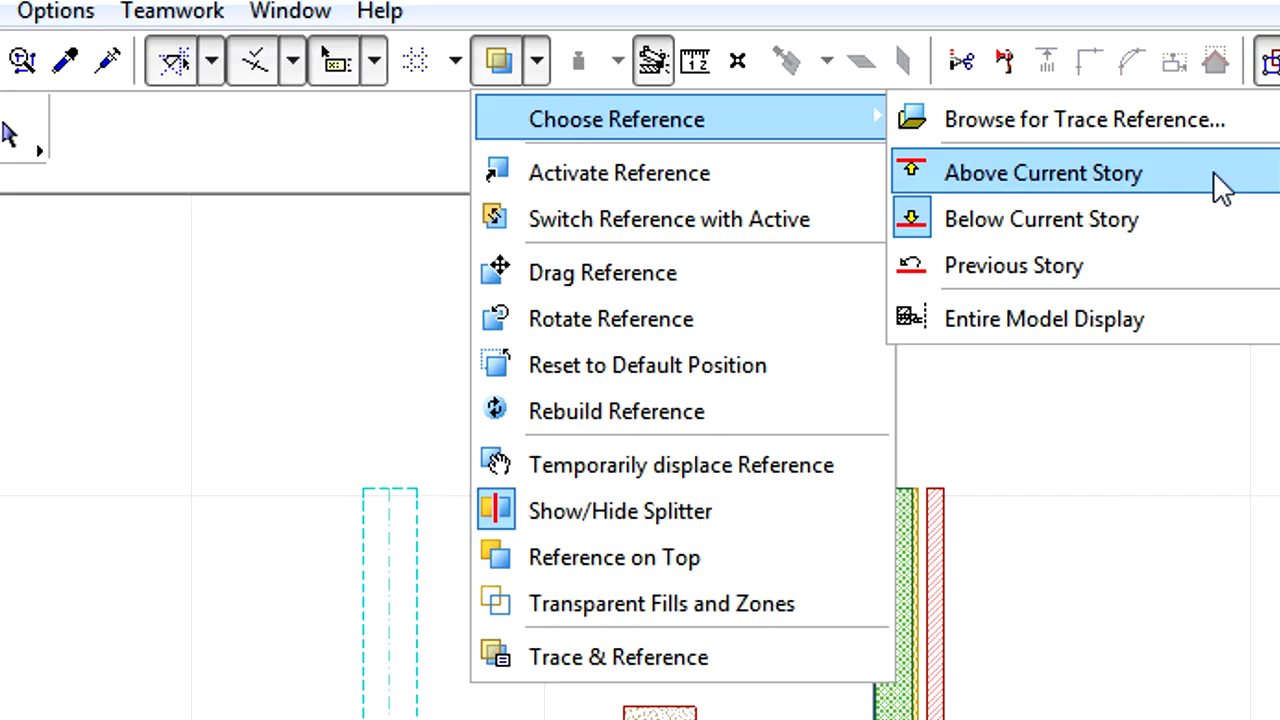 Options Teamwork Window Help
Choose Reference
Activate Reference
Switch Reference with Active
Drag Reference
Rotate Reference
Reset to Default Position
Rebuild Reference
Temporarily displace Reference
Show/Hide Splitter
Reference on Top
Transparent Fills and Zones
Trace & Reference
Browse for Trace Reference...
Above Current Story
Below Current Story
Previous Story
Entire Model Display